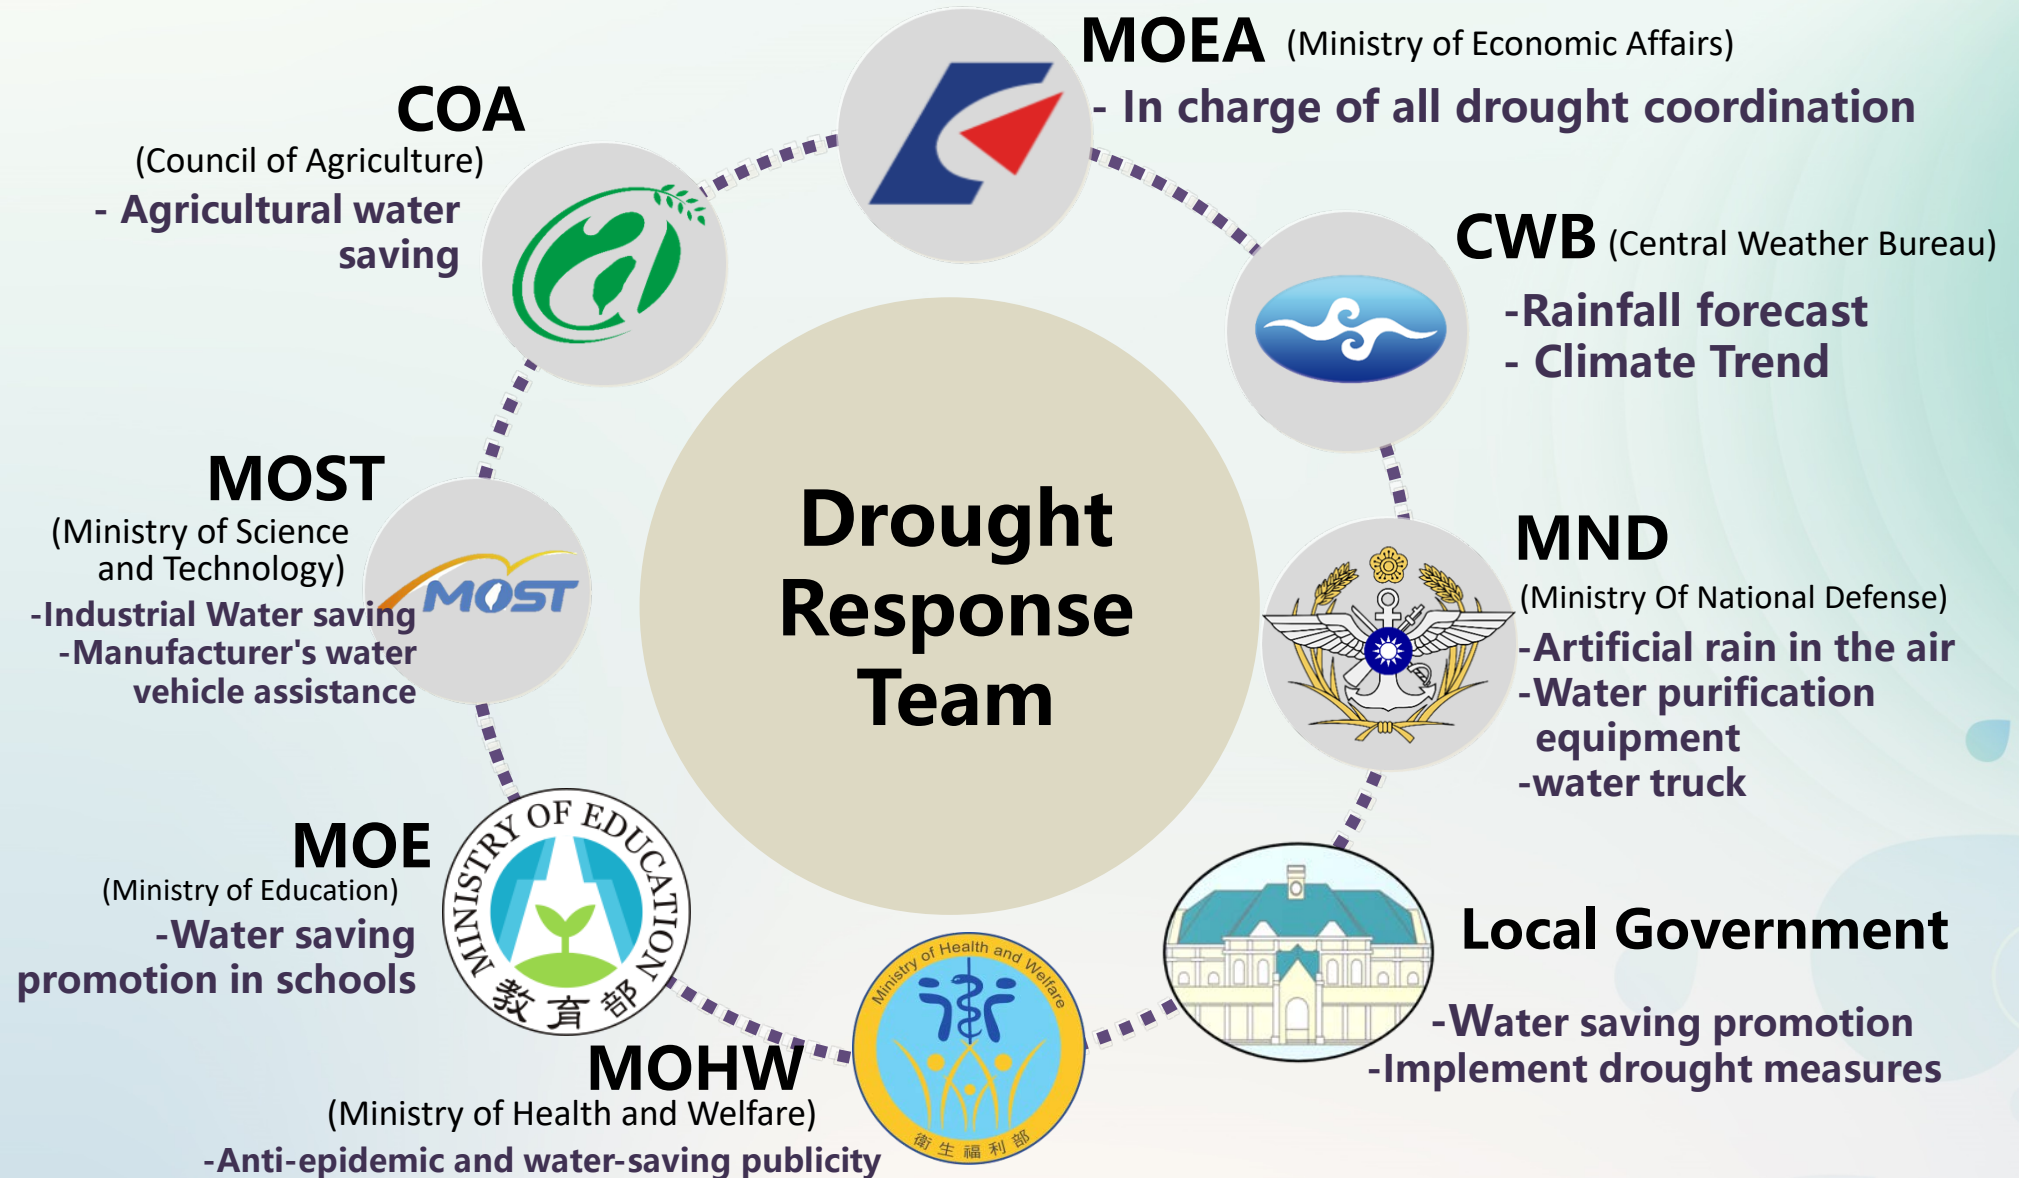 MOEA (Ministry of Economic Affairs)
- In charge of all drought coordination
COA
(Council of Agriculture)
- Agricultural water
saving
CWB (Central Weather Bureau)
-Rainfall forecast
- Climate Trend
MOST
(Ministry of Science
and Technology)
-Industrial Water saving
-Manufacturer's water
vehicle assistance
MOST
Drought
Response
Team
MND
(Ministry Of National Defense)
-Artificial rain in the air
-Water purification
equipment
-water truck
MOE
(Ministry of Education)
-Water saving
promotion in schools
MINISTRY OF EDUCATION
教育部
Local Government
-Water saving promotion
-Implement drought measures
MOHW
(Ministry of Health and Welfare)
-Anti-epidemic and water-saving publicity
Ministry of Health and Welfare
衛生福利部